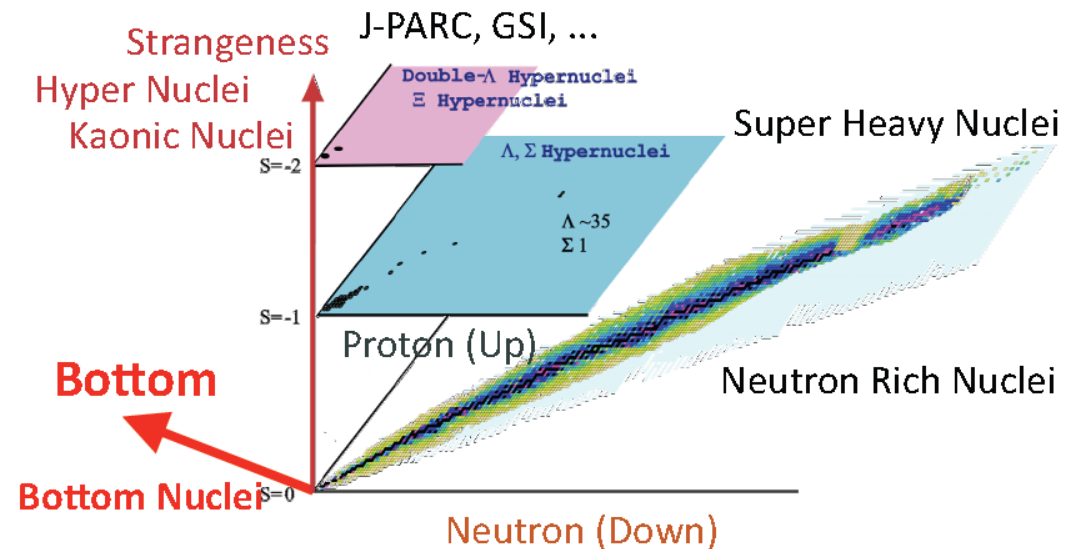 J-PARC, GSI, ...
Strangeness
Hyper Nuclei
Kaonic Nuclei
Double-Λ Hypernuclei
Ξ Hypernuclei
S=-2
Λ, Σ Hypernuclei
Super Heavy Nuclei
Λ ~35
Σ 1
S=-1
Proton (Up)
Neutron Rich Nuclei
Bottom
Bottom Nuclei
S=0
Neutron (Down)